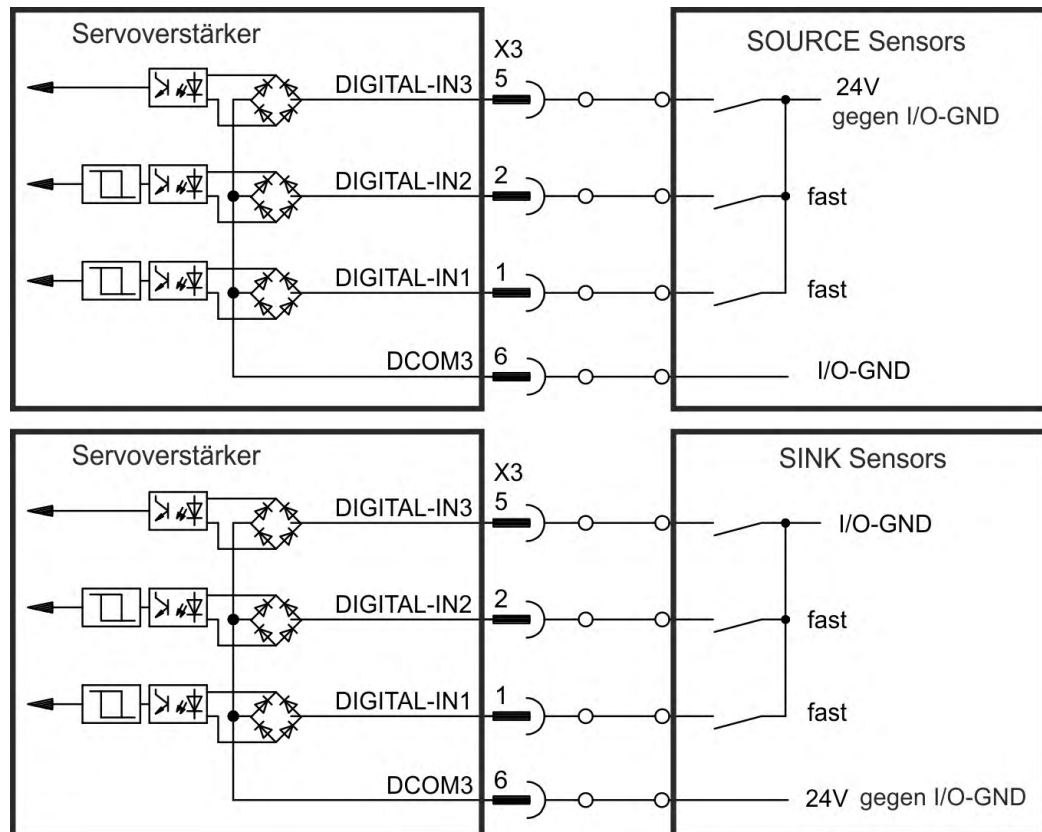 Servoverstärker
SOURCE Sensors
X3
DIGITAL-IN3
5
24V
gegen I/O-GND
DIGITAL-IN2
2
fast
DIGITAL-IN1
1
fast
DCOM3
6
I/O-GND
Servoverstärker
SINK Sensors
X3
DIGITAL-IN3
5
I/O-GND
DIGITAL-IN2
2
fast
DIGITAL-IN1
1
fast
DCOM3
6
24V gegen I/O-GND